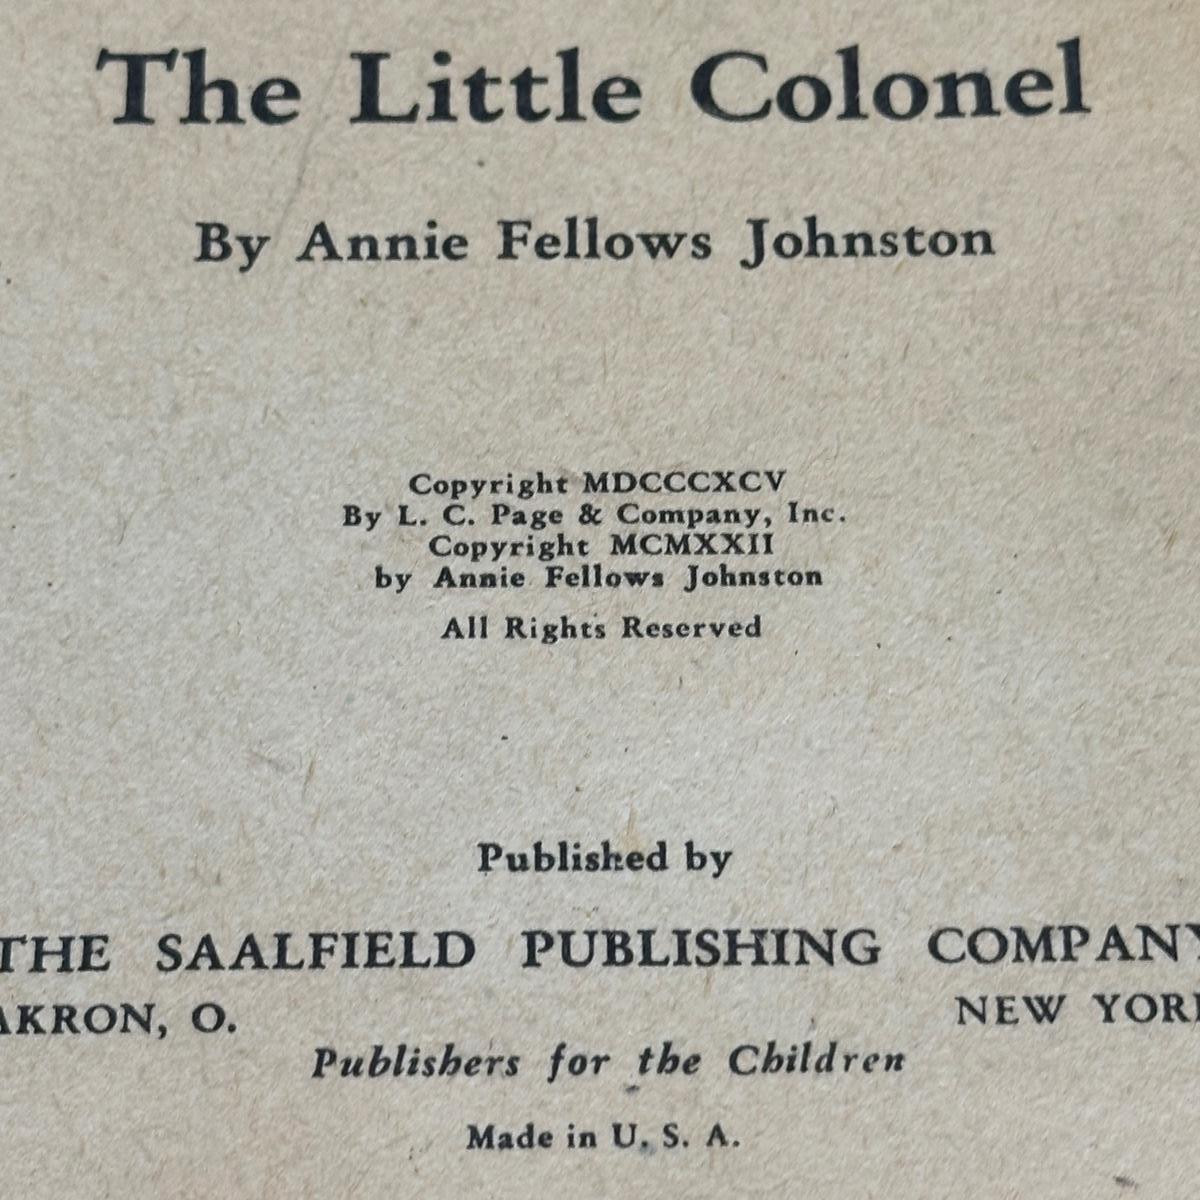 The Little Colonel
By Annie Fellows Johnston
Copyright MDCCCXCV
By L. C. Page & Company, Inc.
Copyright MCMXXII
by Annie Fellows Johnston
All Rights Reserved
Published by
THE SAALFIELD PUBLISHING COMPANY
AKRON, O. NEW YORK
Publishers for the Children
Made in U. S. A.